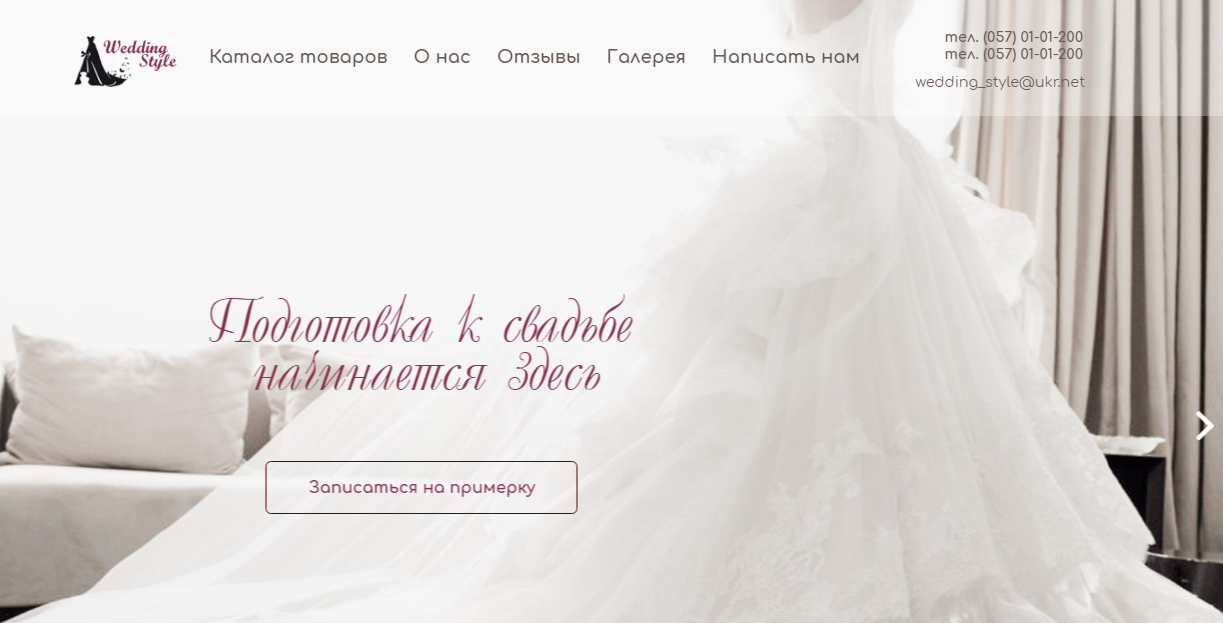 Wedding
Style
Каталог товаров
О нас
Отзывы
Галерея
Написать нам
тел. (057) 01-01-200
тел. (057) 01-01-200
wedding_style@ukr.net
Подготовка к свадьбе
начинается Здесь
Записаться на примерку